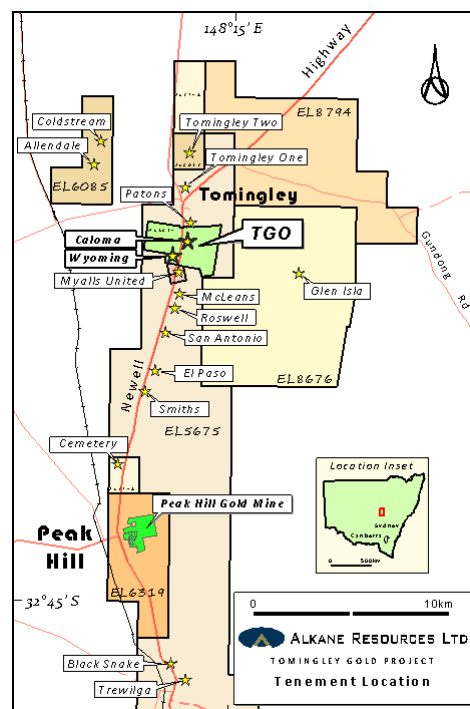 148°15' E
Highway
EL8794
Coldstream
Allendale
EL6085
Tomingley Two
Tomingley One
Patons
Tomingley
Caloma
TGO
Wyoming
Myalls United
Gundong Rd
McLeans
Glen Isla
Roswell
San Antonio
EL8676
El Paso
Newell
Smiths
EL5675
Cemetery
Location Inset
Peak Hill Gold Mine
Sydney
Canberra
Peak
Hill
0 500km
EL6319
32°45' S
0 10km
ALKANE RESOURCES LTD
TOMINGLEY GOLD PROJECT
Tenement Location
Black Snake
Trewilga